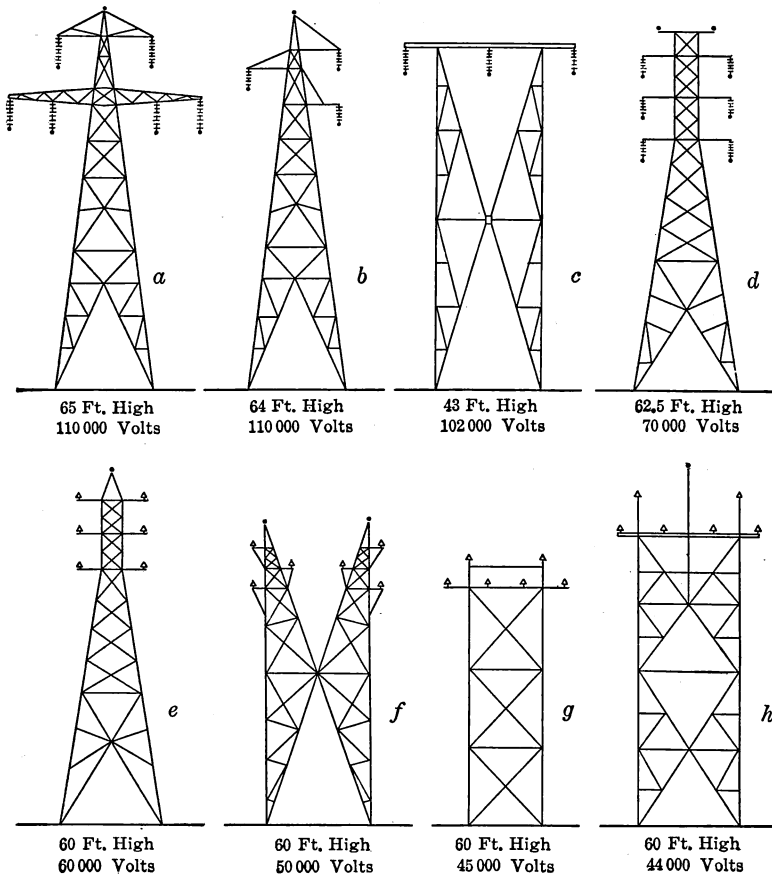 a
b
c
d
65 Ft. High
110 000 Volts
64 Ft. High
110 000 Volts
43 Ft. High
102 000 Volts
62.5 Ft. High
70 000 Volts
e
f
g
h
60 Ft. High
60 000 Volts
60 Ft. High
50 000 Volts
60 Ft. High
45 000 Volts
60 Ft. High
44 000 Volts